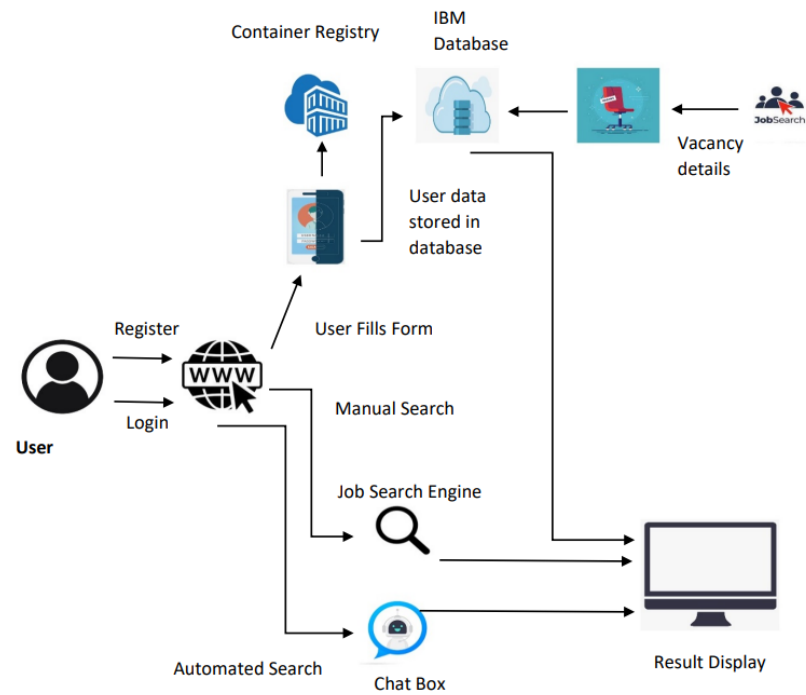 Container Registry
IBM
Database
JobSearch
Vacancy
details
User data
stored in
database
Register
User Fills Form
WWW
Manual Search
Login
User
Job Search Engine
Automated Search
Chat Box
Result Display